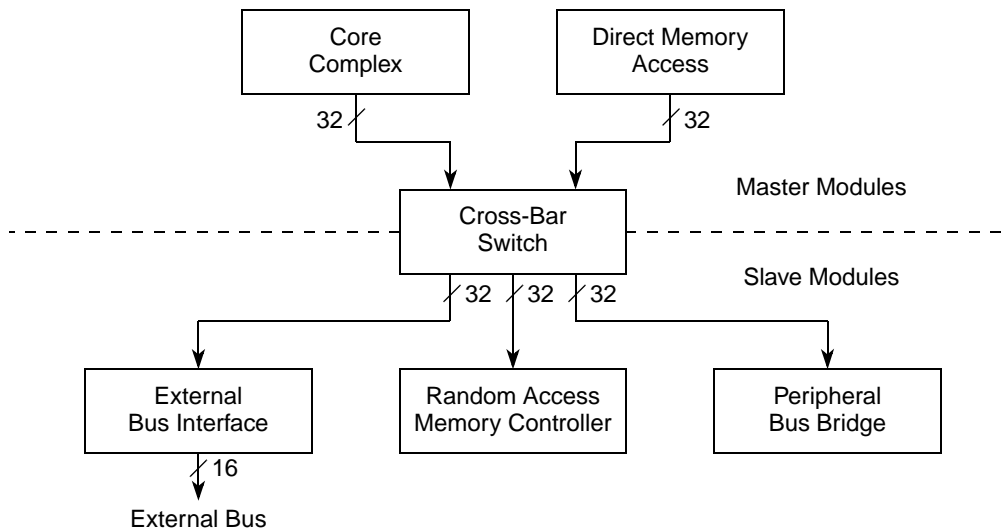 Core
Complex
Direct Memory
Access
32
32
Master Modules
Cross-Bar
Switch
Slave Modules
32
32
32
External
Bus Interface
Random Access
Memory Controller
Peripheral
Bus Bridge
16
External Bus